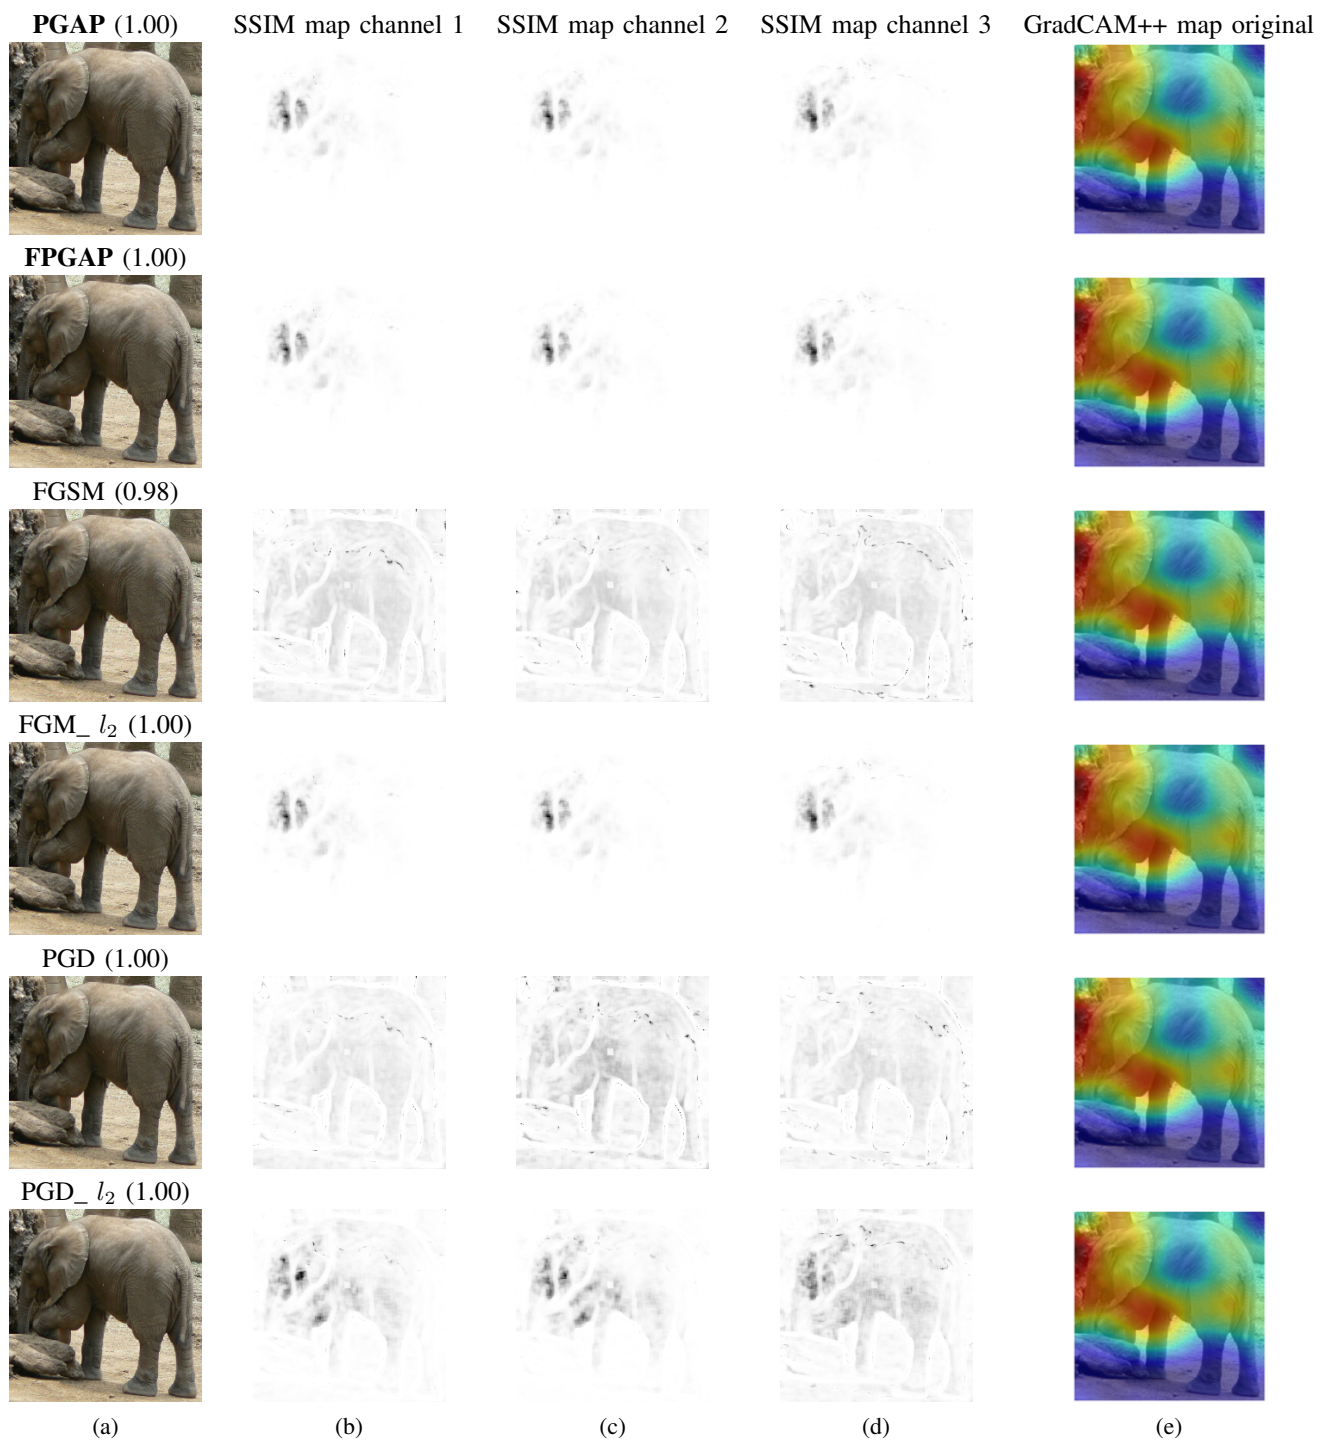 PGAP (1.00) SSIM map channel 1 SSIM map channel 2 SSIM map channel 3 GradCAM++ map original
FPGAP (1.00)
FGSM (0.98)
FGM_ l₂ (1.00)
PGD (1.00)
PGD_ l₂ (1.00)
(a) (b) (c) (d) (e)